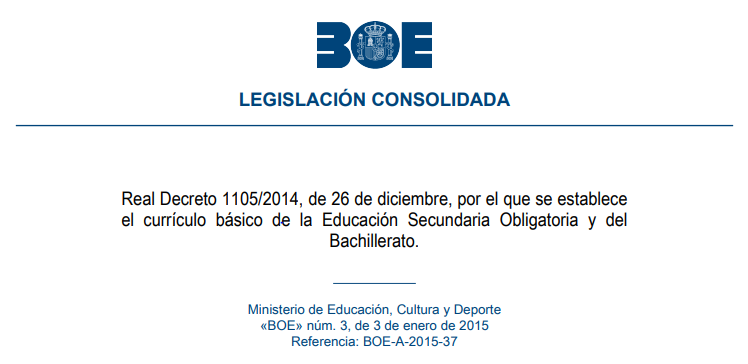 BOE
LEGISLACIÓN CONSOLIDADA
Real Decreto 1105/2014, de 26 de diciembre, por el que se establece
el currículo básico de la Educación Secundaria Obligatoria y del
Bachillerato.
Ministerio de Educación, Cultura y Deporte
«BOE» núm. 3, de 3 de enero de 2015
Referencia: BOE-A-2015-37